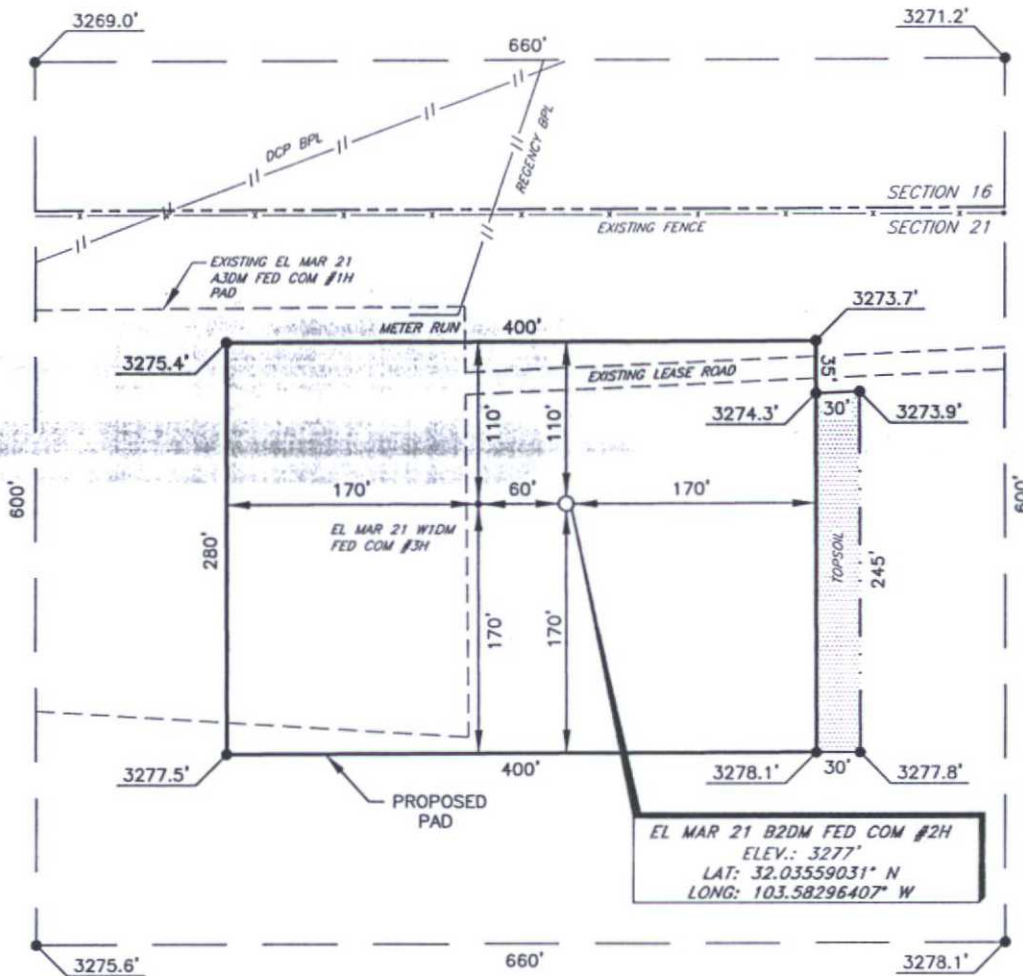 3269.0'
3271.2'
660'
DCP BPL
REGENCY BPL
SECTION 16
EXISTING FENCE
SECTION 21
EXISTING EL MAR 21
A3DM FED COM #1H
PAD
METER RUN
400'
3273.7'
3275.4'
EXISTING LEASE ROAD
35'
3274.3'
30'
3273.9'
110'
110'
600'
170'
60'
170'
600'
EL MAR 21 W1DM
FED COM #3H
280'
TOPSOIL
245'
170'
170'
3277.5'
400'
3278.1'
30'
3277.8'
PROPOSED
PAD
EL MAR 21 B2DM FED COM #2H
ELEV.: 3277'
LAT: 32.03559031° N
LONG: 103.58296407° W
3275.6'
660'
3278.1'